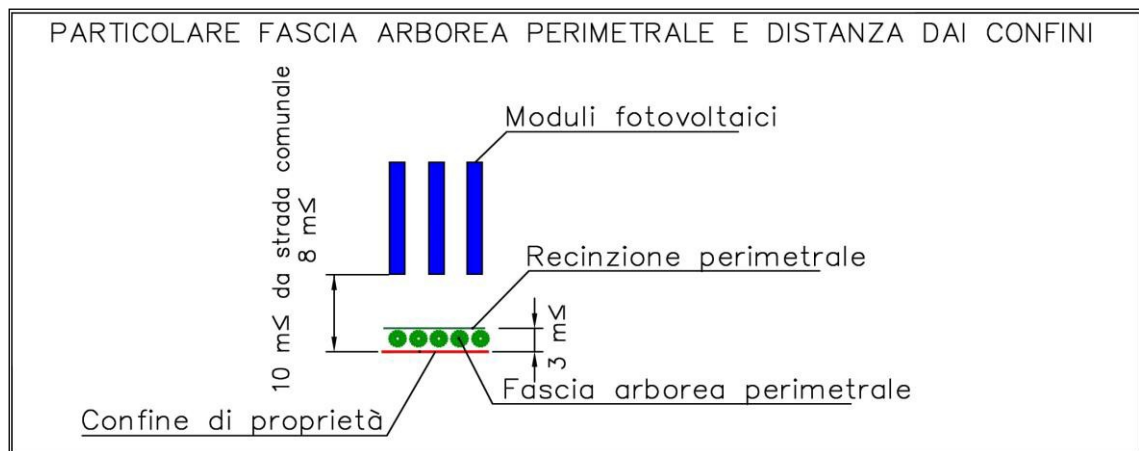 PARTICOLARE FASCIA ARBOREA PERIMETRALE E DISTANZA DAI CONFINI
10 m≤ da strada comunale
8 m≤
Moduli fotovoltaici
Recinzione perimetrale
3 m≤
Fascia arborea perimetrale
Confine di proprietà